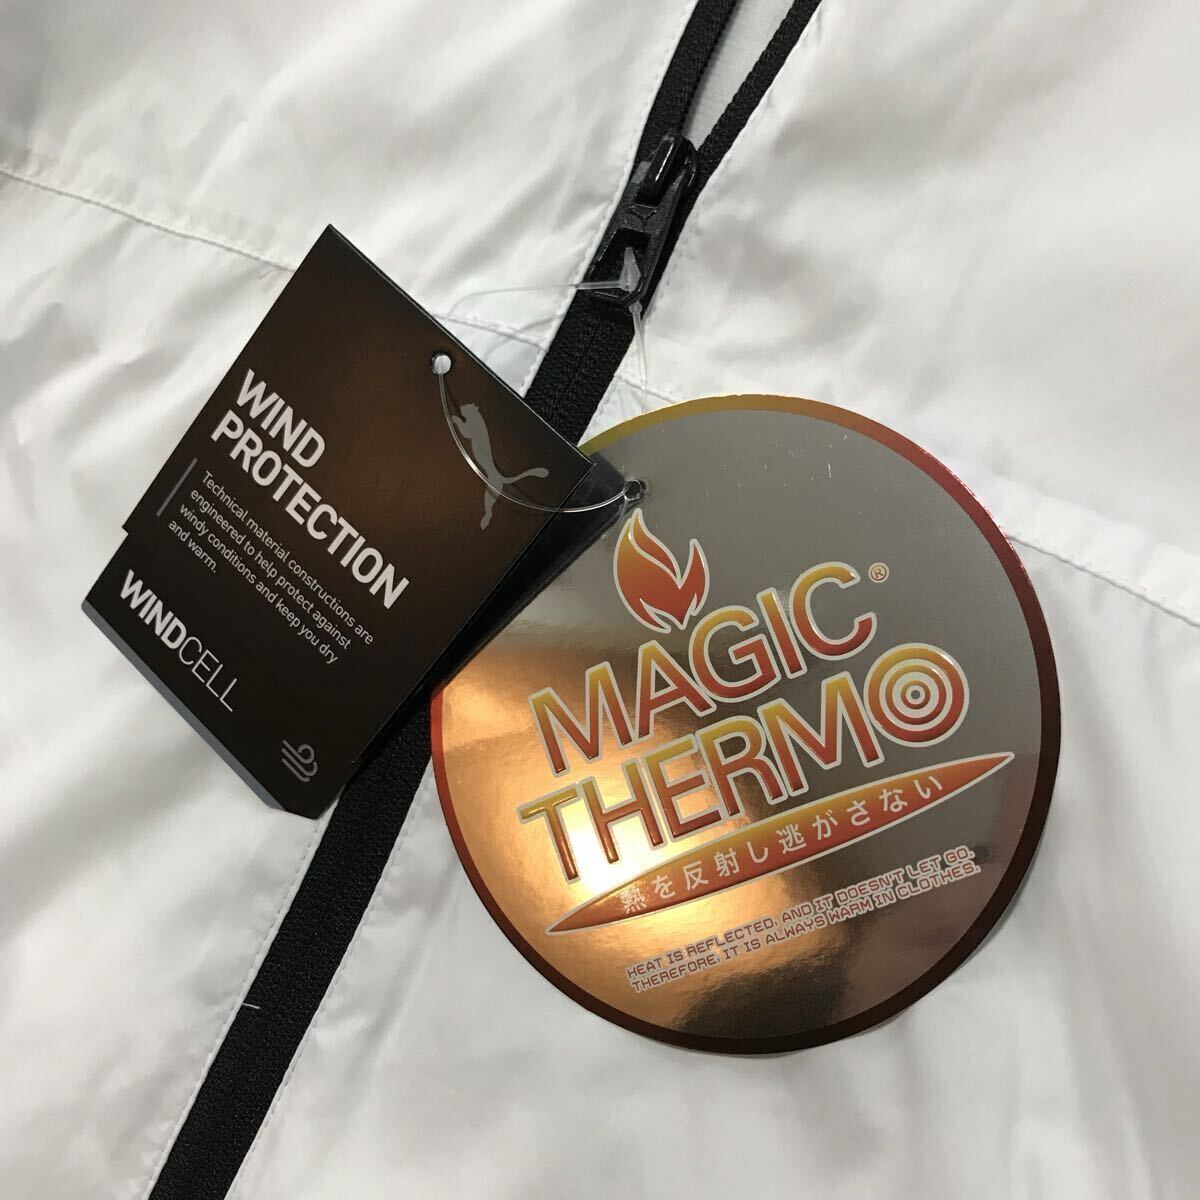 WIND
PROTECTION
Technical material constructions are
engineered to help protect against
windy conditions and keep you dry
and warm.
WINDCELL
MAGIC®
THERMO
熱を反射し逃がさない
HEAT IS REFLECTED, AND IT DOESN'T LET GO.
THEREFORE, IT IS ALWAYS WARM IN CLOTHES.